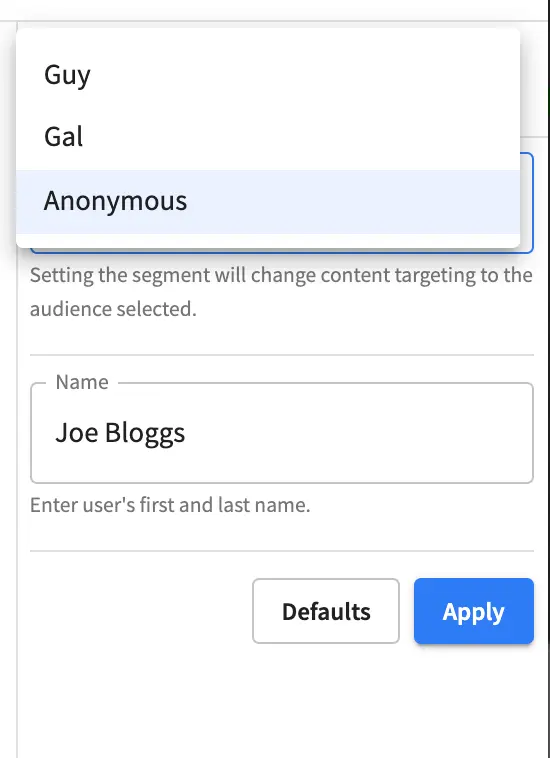 Guy
Gal
Anonymous
Setting the segment will change content targeting to the
audience selected.
Name
Joe Bloggs
Enter user's first and last name.
Defaults
Apply